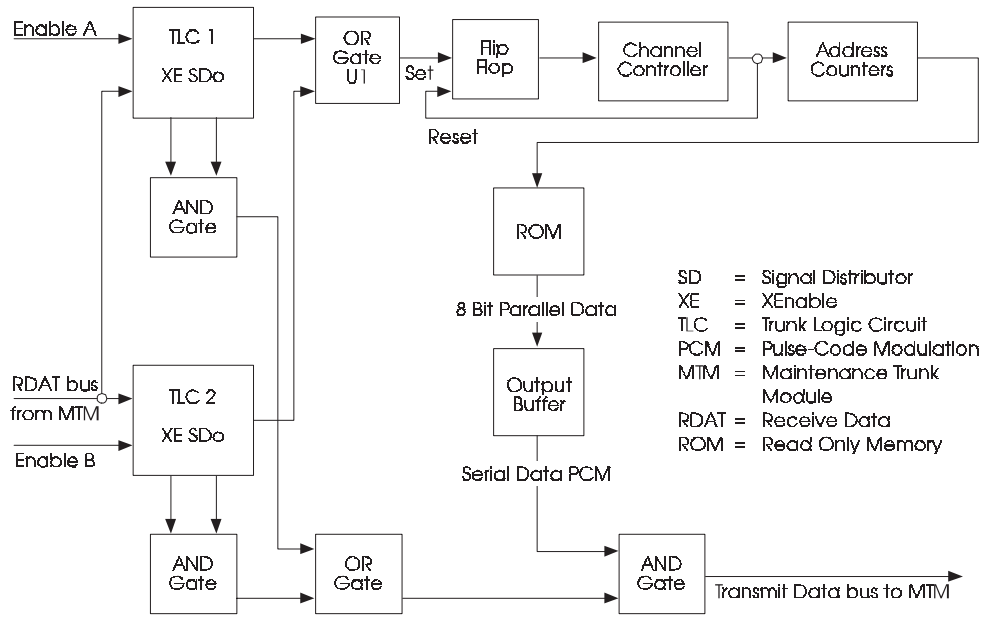 Enable A
TLC 1
XE SDo
OR
Gate
U1
Set
Flip
Flop
Channel
Controller
Address
Counters
Reset
AND
Gate
ROM
8 Bit Parallel Data
SD = Signal Distributor
XE = XEnable
TLC = Trunk Logic Circuit
PCM = Pulse-Code Modulation
MTM = Maintenance Trunk
Module
RDAT = Receive Data
ROM = Read Only Memory
RDAT bus
from MTM
TLC 2
XE SDo
Enable B
Output
Buffer
Serial Data PCM
AND
Gate
OR
Gate
AND
Gate
Transmit Data bus to MTM